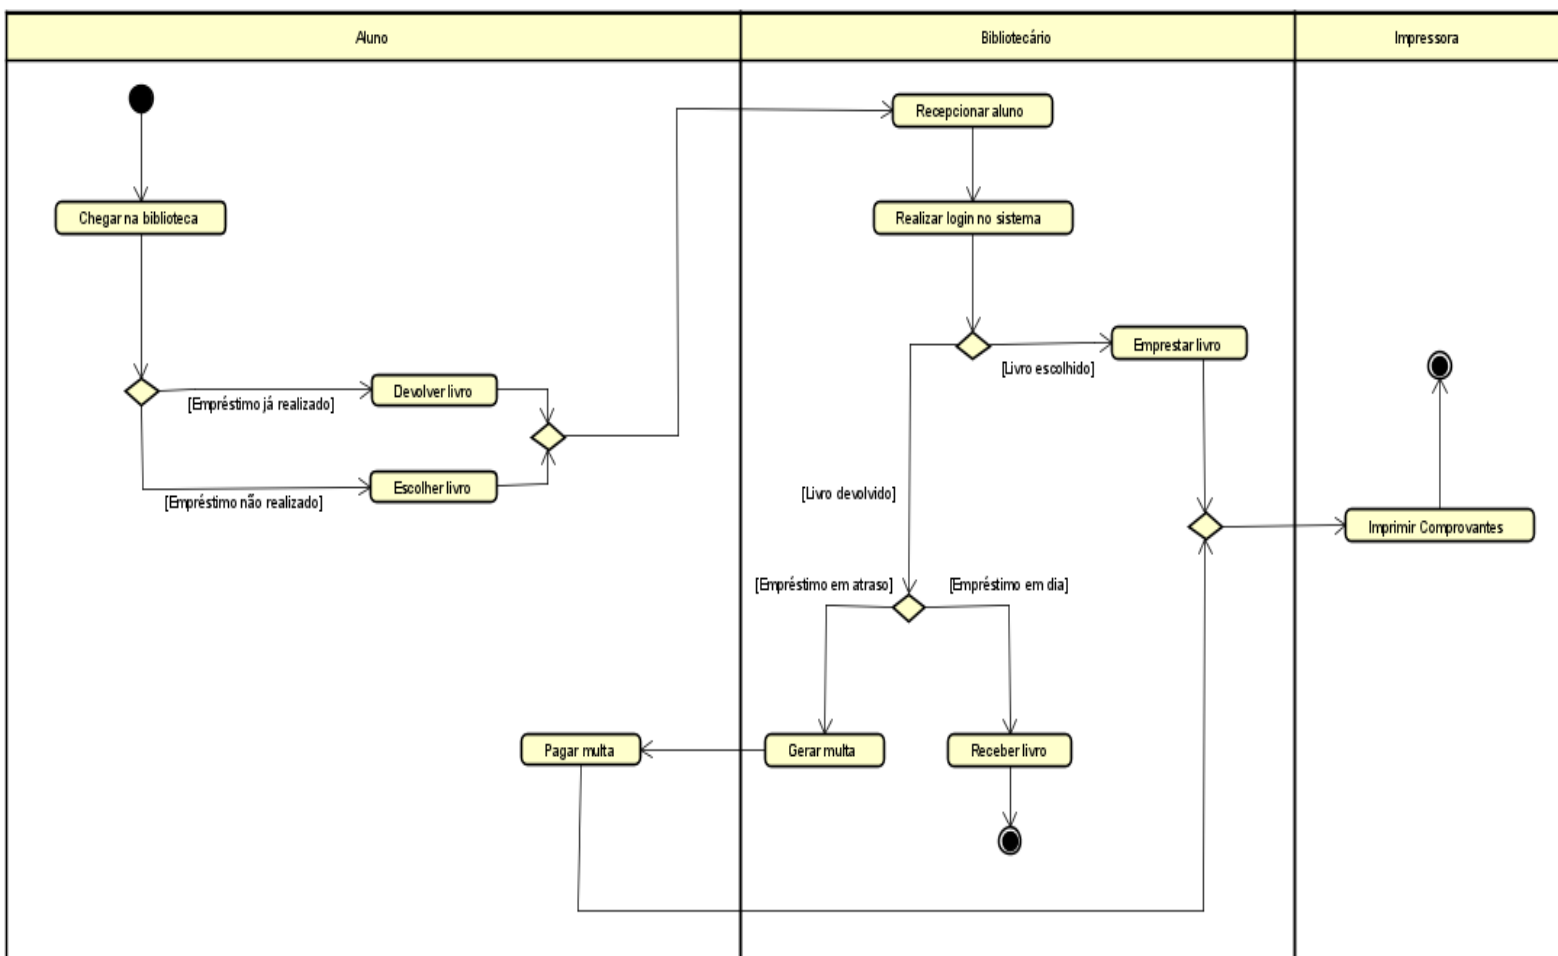 Aluno
Bibliotecário
Impressora
Recepcionar aluno
Chegar na biblioteca
Realizar login no sistema
Emprestar livro
[Livro escolhido]
Devolver livro
[Empréstimo já realizado]
Escolher livro
[Empréstimo não realizado]
[Livro devolvido]
Imprimir Comprovantes
[Empréstimo em atraso]
[Empréstimo em dia]
Pagar multa
Gerar multa
Receber livro